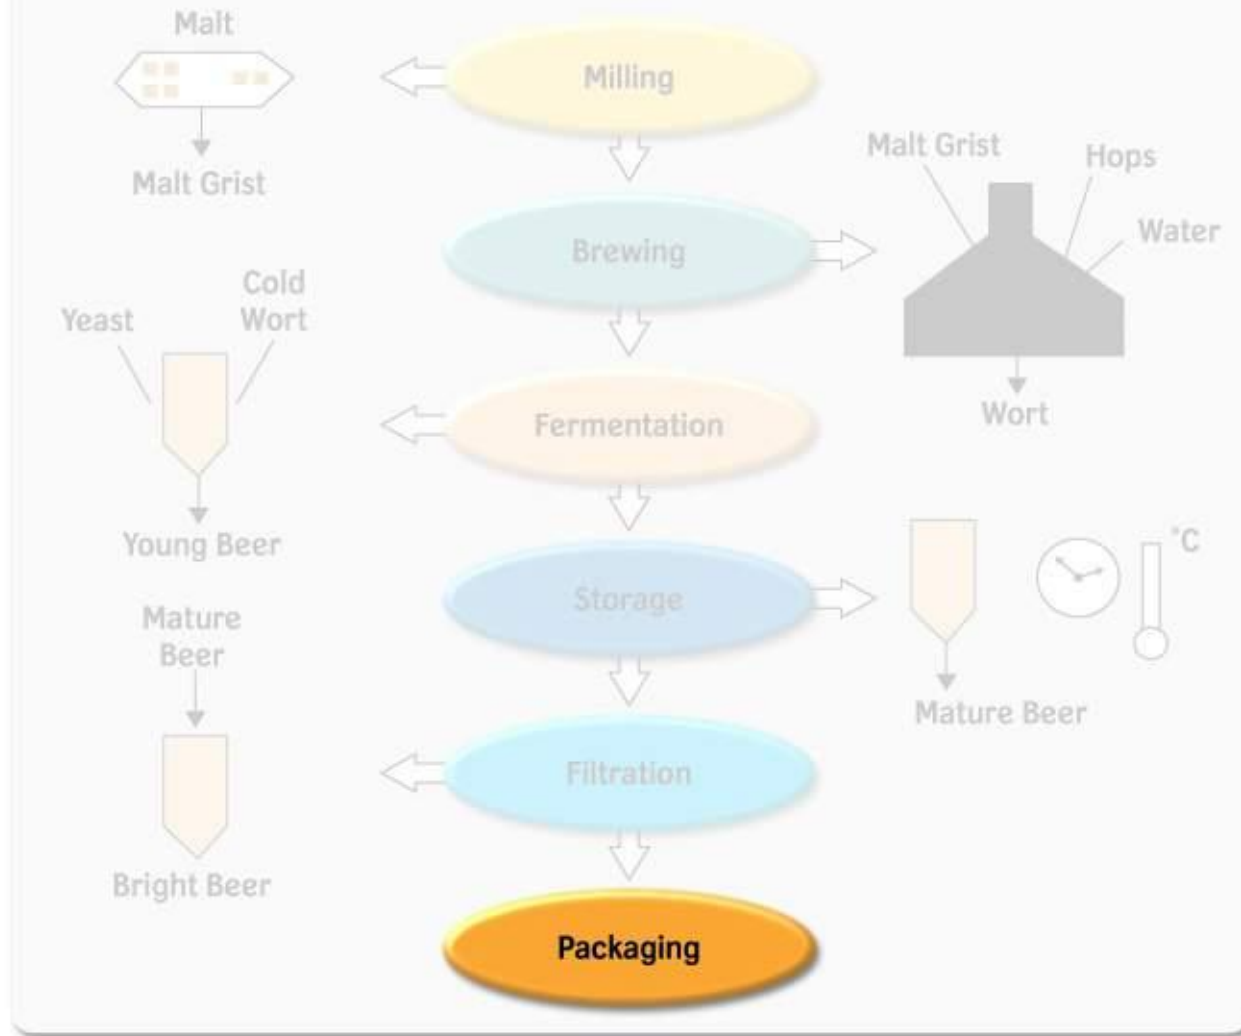 Malt
Milling
Malt Grist
Malt Grist
Hops
Water
Brewing
Wort
Yeast
Cold
Wort
Fermentation
Young Beer
Storage
°C
Mature Beer
Mature
Beer
Filtration
Bright Beer
Packaging